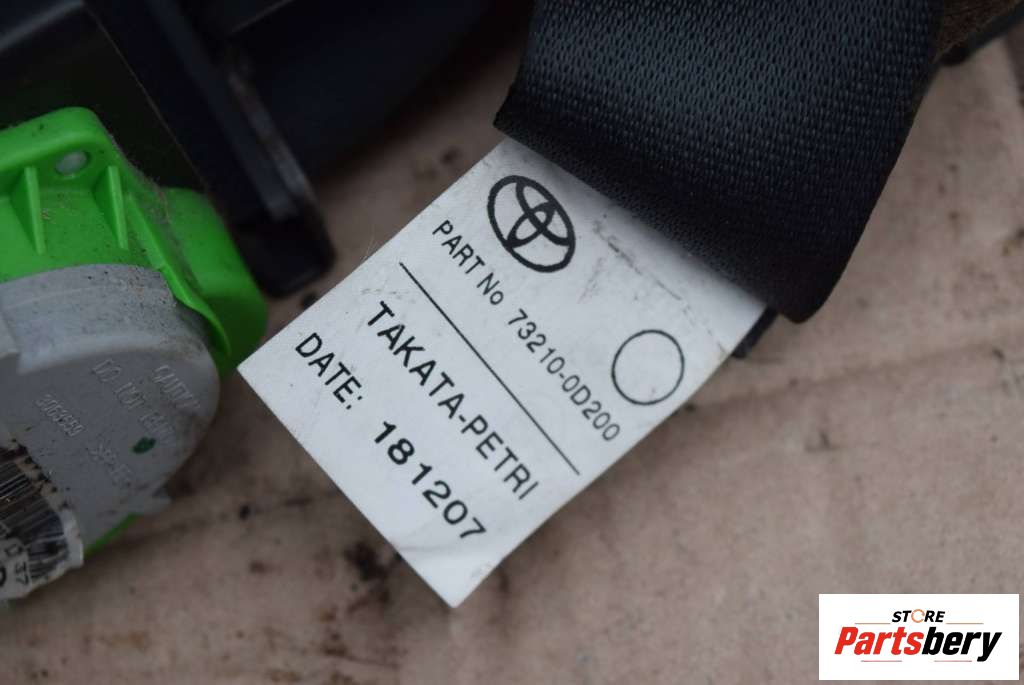 PART No 73210-0D200
TAKATA-PETRI
DATE: 181207
STORE
Partsbery